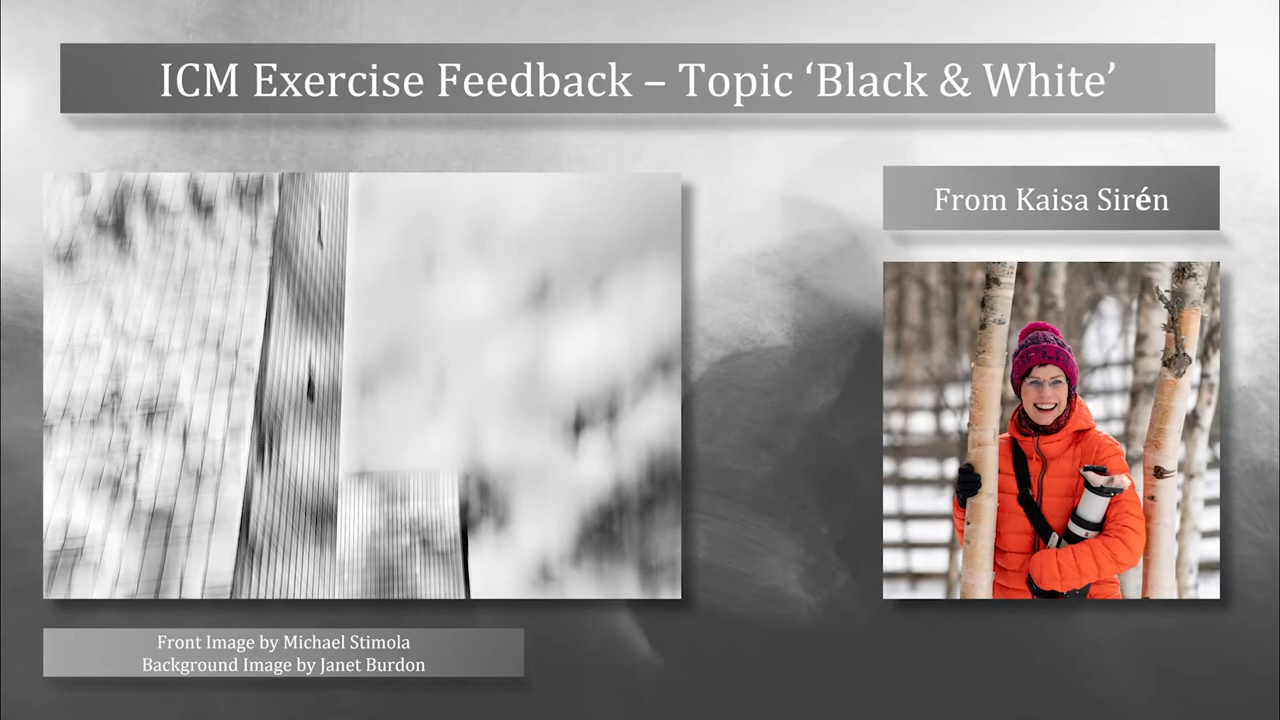 ICM Exercise Feedback – Topic ‘Black & White’
From Kaisa Sirén
Front Image by Michael Stimola
Background Image by Janet Burdon